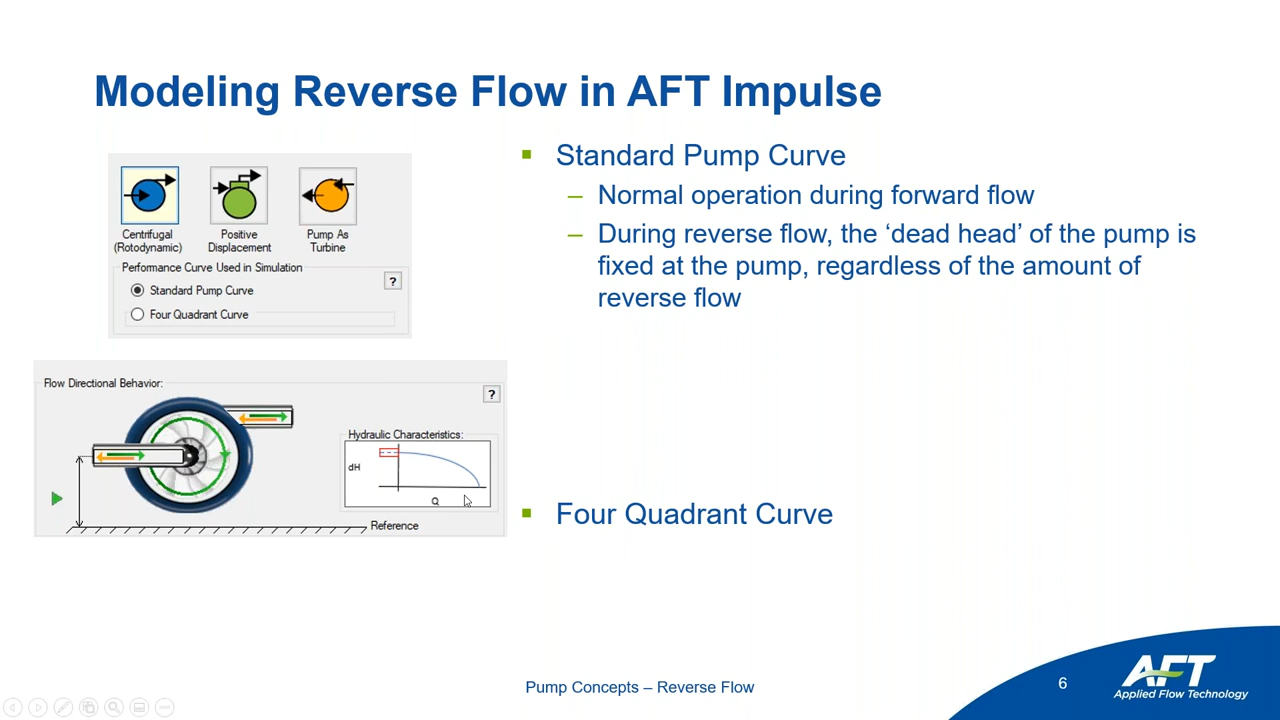 Modeling Reverse Flow in AFT Impulse
Centrifugal
(Rotodynamic)
Positive
Displacement
Pump As
Turbine
Performance Curve Used in Simulation
?
Standard Pump Curve
Four Quadrant Curve
Flow Directional Behavior:
?
Hydraulic Characteristics:
dH
Q
Reference
▪ Standard Pump Curve
– Normal operation during forward flow
– During reverse flow, the ‘dead head’ of the pump is
fixed at the pump, regardless of the amount of
reverse flow
▪ Four Quadrant Curve
Pump Concepts – Reverse Flow
6
AFT
Applied Flow Technology